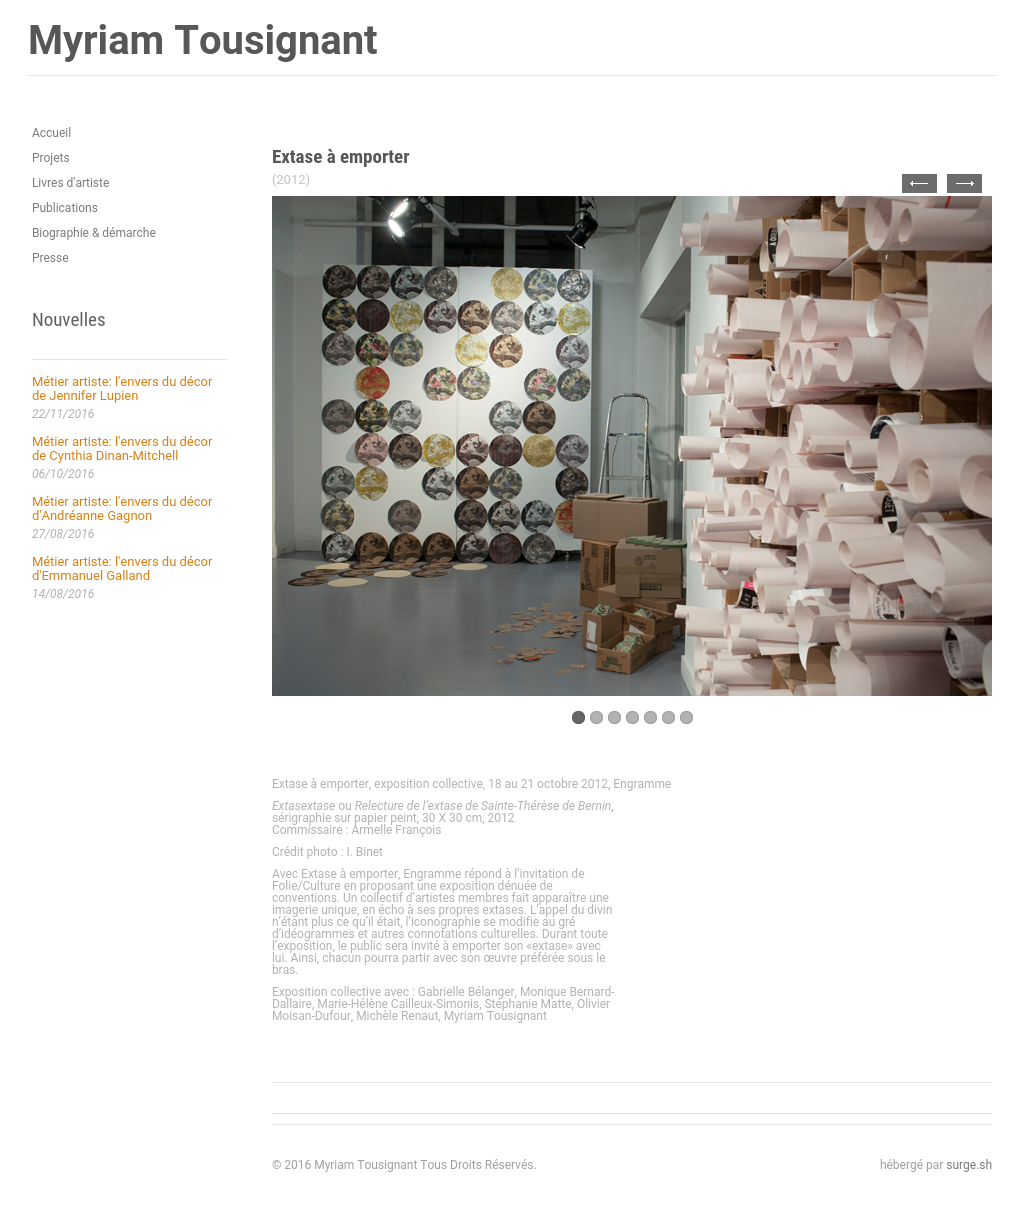 Myriam Tousignant
Accueil
Projets
Livres d'artiste
Publications
Biographie & démarche
Presse
Nouvelles
Métier artiste: l'envers du décor
de Jennifer Lupien
22/11/2016
Métier artiste: l'envers du décor
de Cynthia Dinan-Mitchell
06/10/2016
Métier artiste: l'envers du décor
d'Andréanne Gagnon
27/08/2016
Métier artiste: l'envers du décor
d'Emmanuel Galland
14/08/2016
Extase à emporter
(2012)
Extase à emporter, exposition collective, 18 au 21 octobre 2012, Engramme
Extasextase ou Relecture de l'extase de Sainte-Thérèse de Bernin,
sérigraphie sur papier peint, 30 X 30 cm, 2012
Commissaire : Armelle François
Crédit photo : I. Binet
Avec Extase à emporter, Engramme répond à l'invitation de
Folie/Culture en proposant une exposition dénuée de
conventions. Un collectif d'artistes membres fait apparaître une
imagerie unique, en écho à ses propres extases. L'appel du divin
n'étant plus ce qu'il était, l'iconographie se modifie au gré
d'idéogrammes et autres connotations culturelles. Durant toute
l'exposition, le public sera invité à emporter son «extase» avec
lui. Ainsi, chacun pourra partir avec son œuvre préférée sous le
bras.
Exposition collective avec : Gabrielle Bélanger, Monique Bernard-
Dallaire, Marie-Hélène Cailleux-Simonis, Stéphanie Matte, Olivier
Moisan-Dufour, Michèle Renaut, Myriam Tousignant
© 2016 Myriam Tousignant Tous Droits Réservés.
hébergé par surge.sh